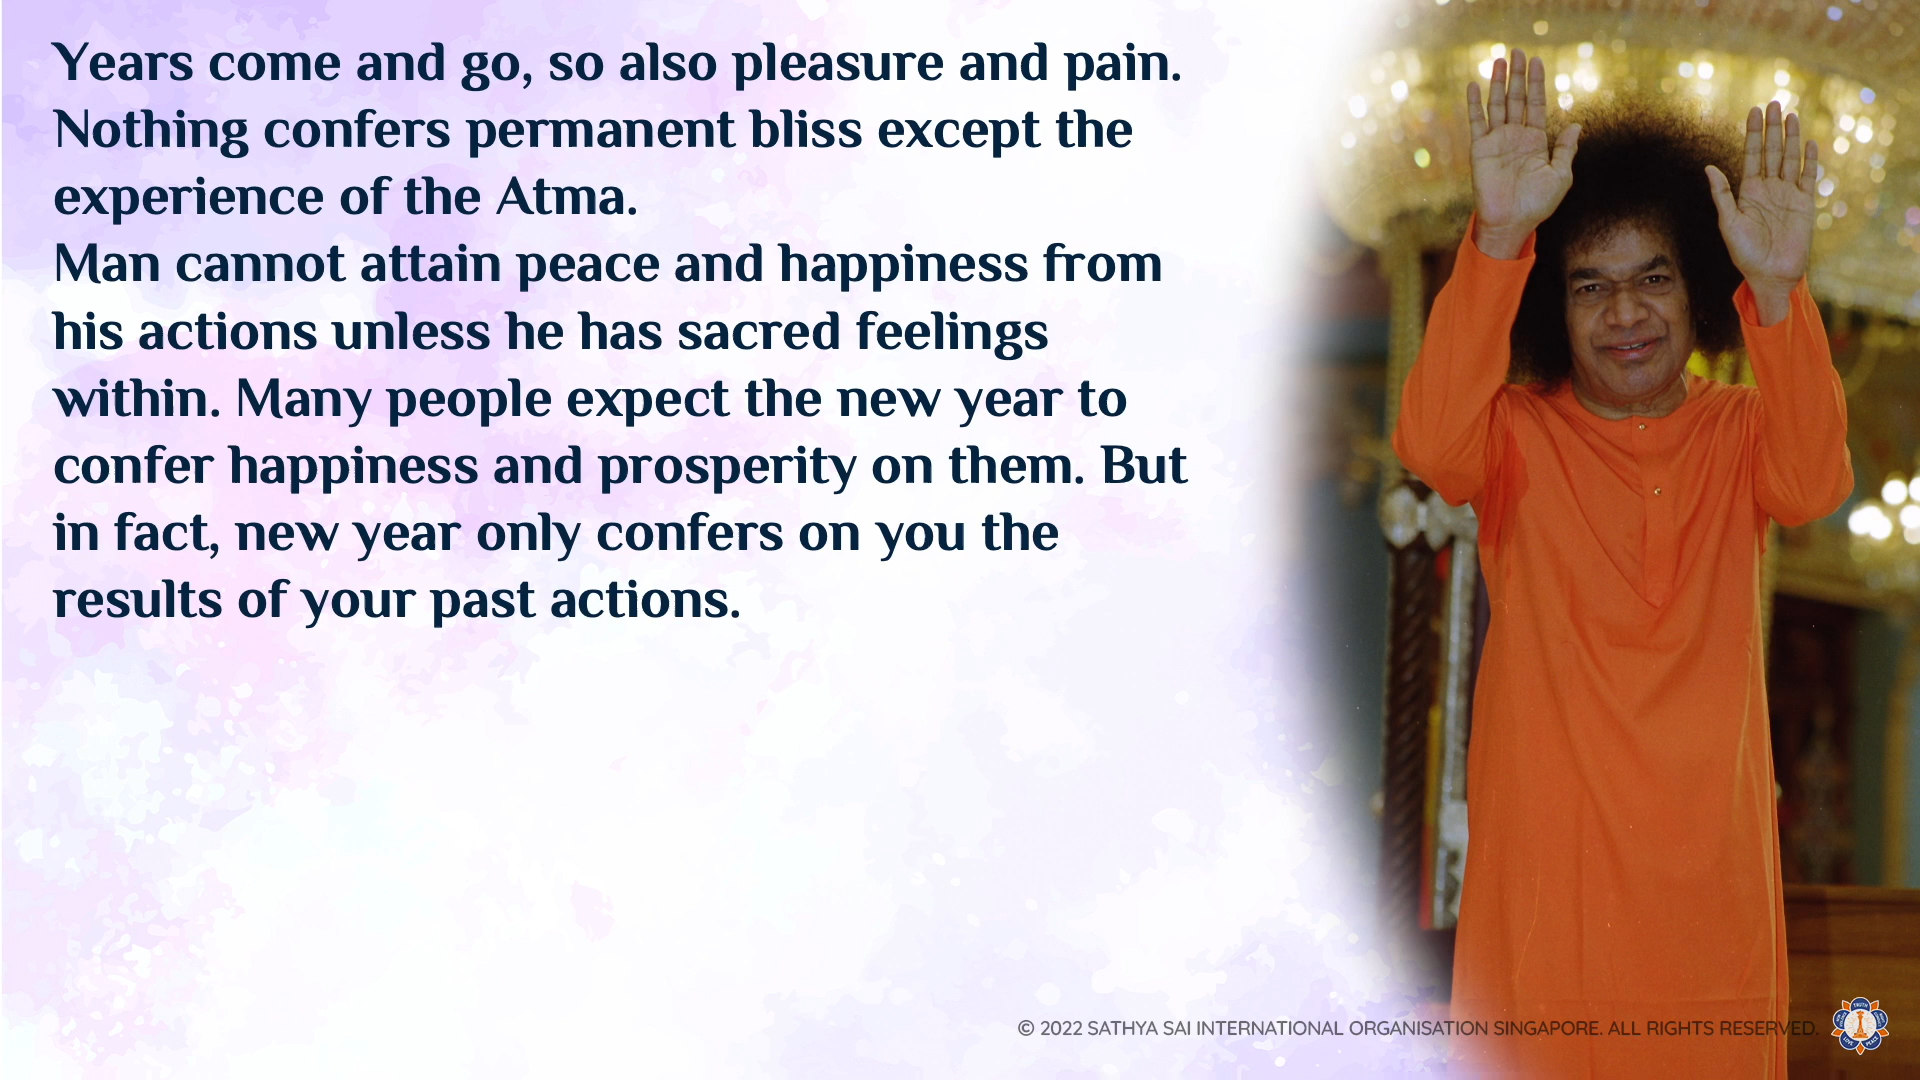 Years come and go, so also pleasure and pain.
Nothing confers permanent bliss except the
experience of the Atma.
Man cannot attain peace and happiness from
his actions unless he has sacred feelings
within. Many people expect the new year to
confer happiness and prosperity on them. But
in fact, new year only confers on you the
results of your past actions.
© 2022 SATHYA SAI INTERNATIONAL ORGANISATION SINGAPORE. ALL RIGHTS RESERVED.